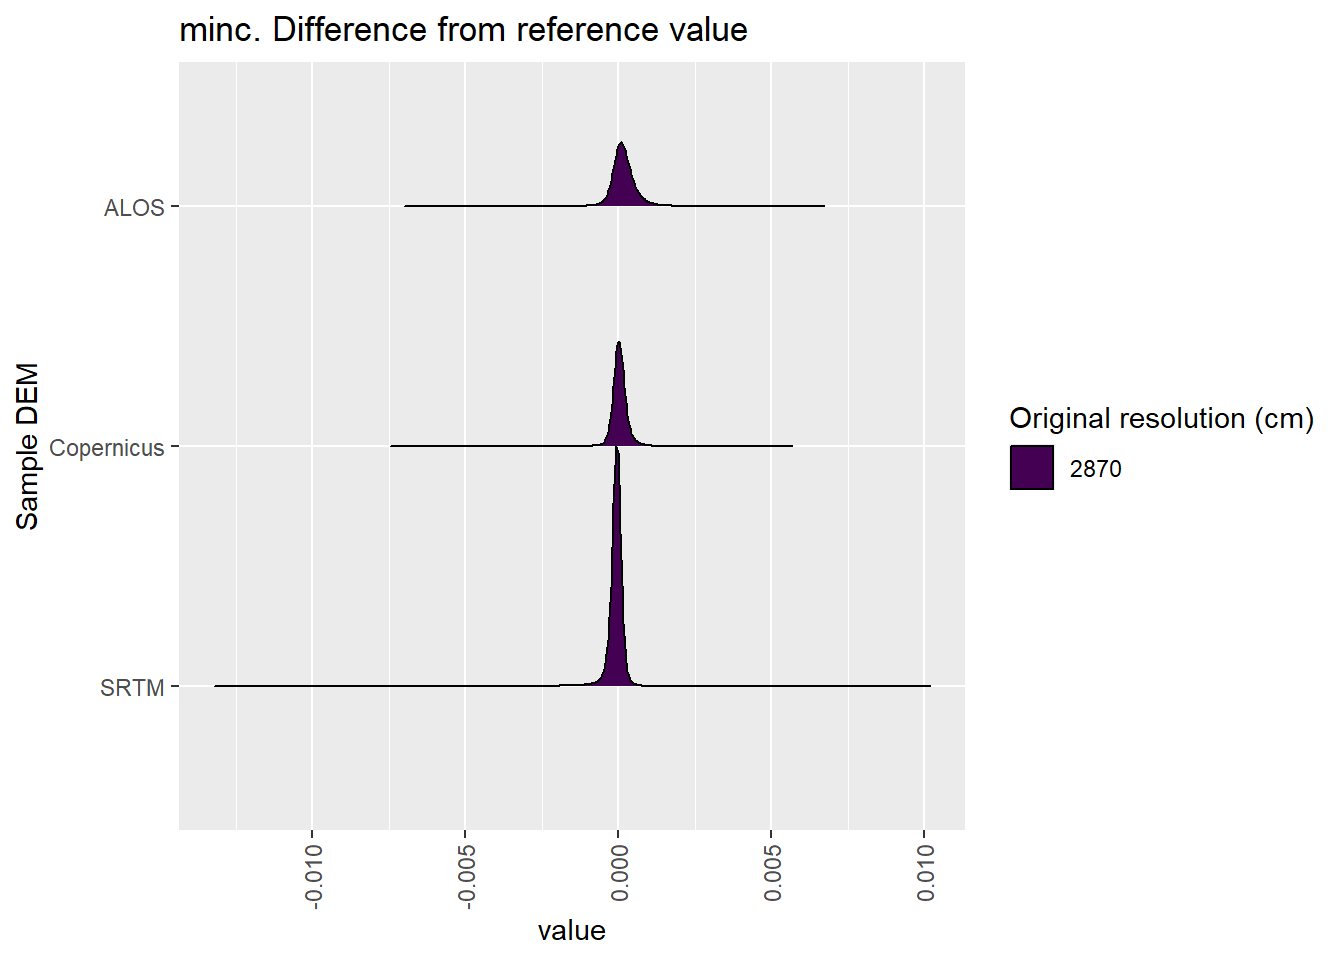 minc. Difference from reference value
ALOS
Copernicus
SRTM
Sample DEM
-0.010
-0.005
0.000
0.005
0.010
value
Original resolution (cm)
2870